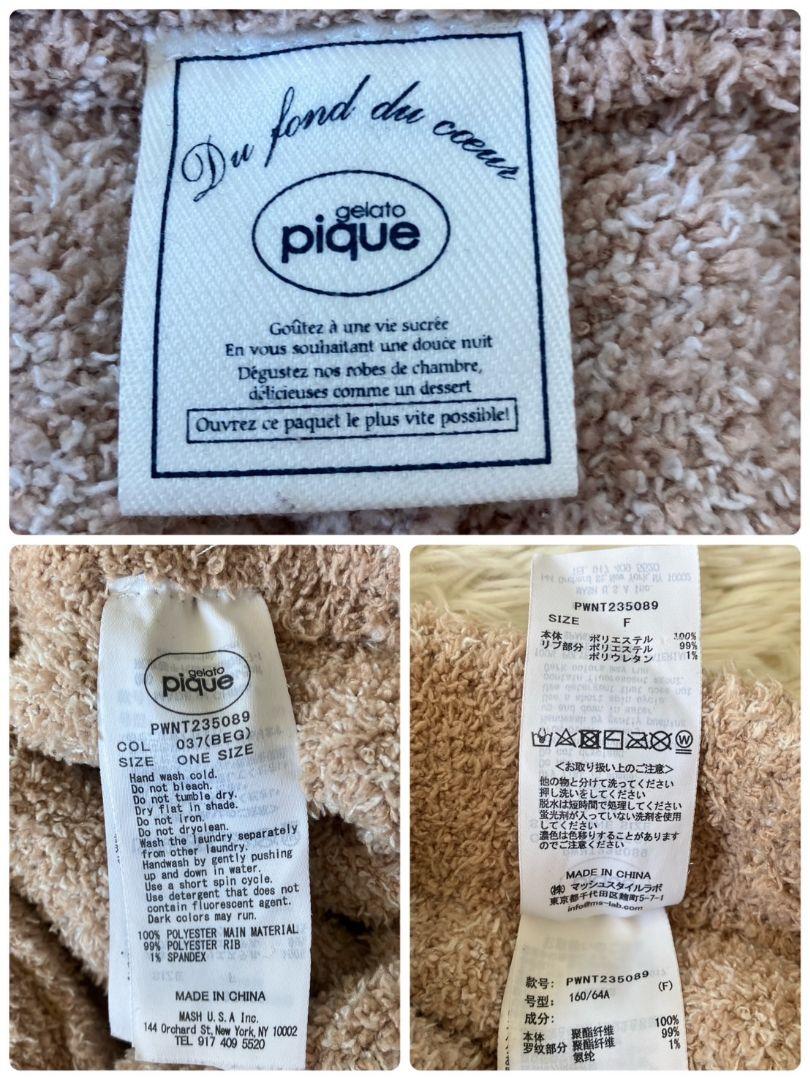 Du fond du cœur
gelato
pique
Goûtez à une vie sucrée
En vous souhaitant une douce nuit
Dégustez nos robes de chambre,
délicieuses comme un dessert
Ouvrez ce paquet le plus vite possible!
gelato
pique
PWNT235089
COL 037(BEG)
SIZE ONE SIZE
Hand wash cold.
Do not bleach.
Do not tumble dry.
Dry flat in shade.
Do not iron.
Do not dryclean.
Wash the laundry separately
from other laundry.
Handwash by gently pushing
up and down in water.
Use a short spin cycle.
Use detergent that does not
contain fluorescent agent.
Dark colors may run.
100% POLYESTER MAIN MATERIAL
99% POLYESTER RIB
1% SPANDEX
MADE IN CHINA
MASH U.S.A Inc.
144 Orchard St, New York, NY 10002
TEL 917 409 5520
PWNT235089
SIZE F
本体 ポリエステル 100%
リブ部分 ポリエステル 99%
ポリウレタン 1%
<お取り扱い上のご注意>
他の物と分けて洗ってください
押し洗いをしてください
脱水は短時間で処理してください
蛍光剤が入っていない洗剤を使用
してください
濃色は色移りすることがあります
のでご注意ください
MADE IN CHINA
(株)マッシュスタイルラボ
東京都千代田区麹町5-7-1
info@ms-lab.com
款号: PWNT235089
号型: 160/64A (F)
成分:
本体 聚酯纤维 100%
罗纹部分 聚酯纤维 99%
氨纶 1%